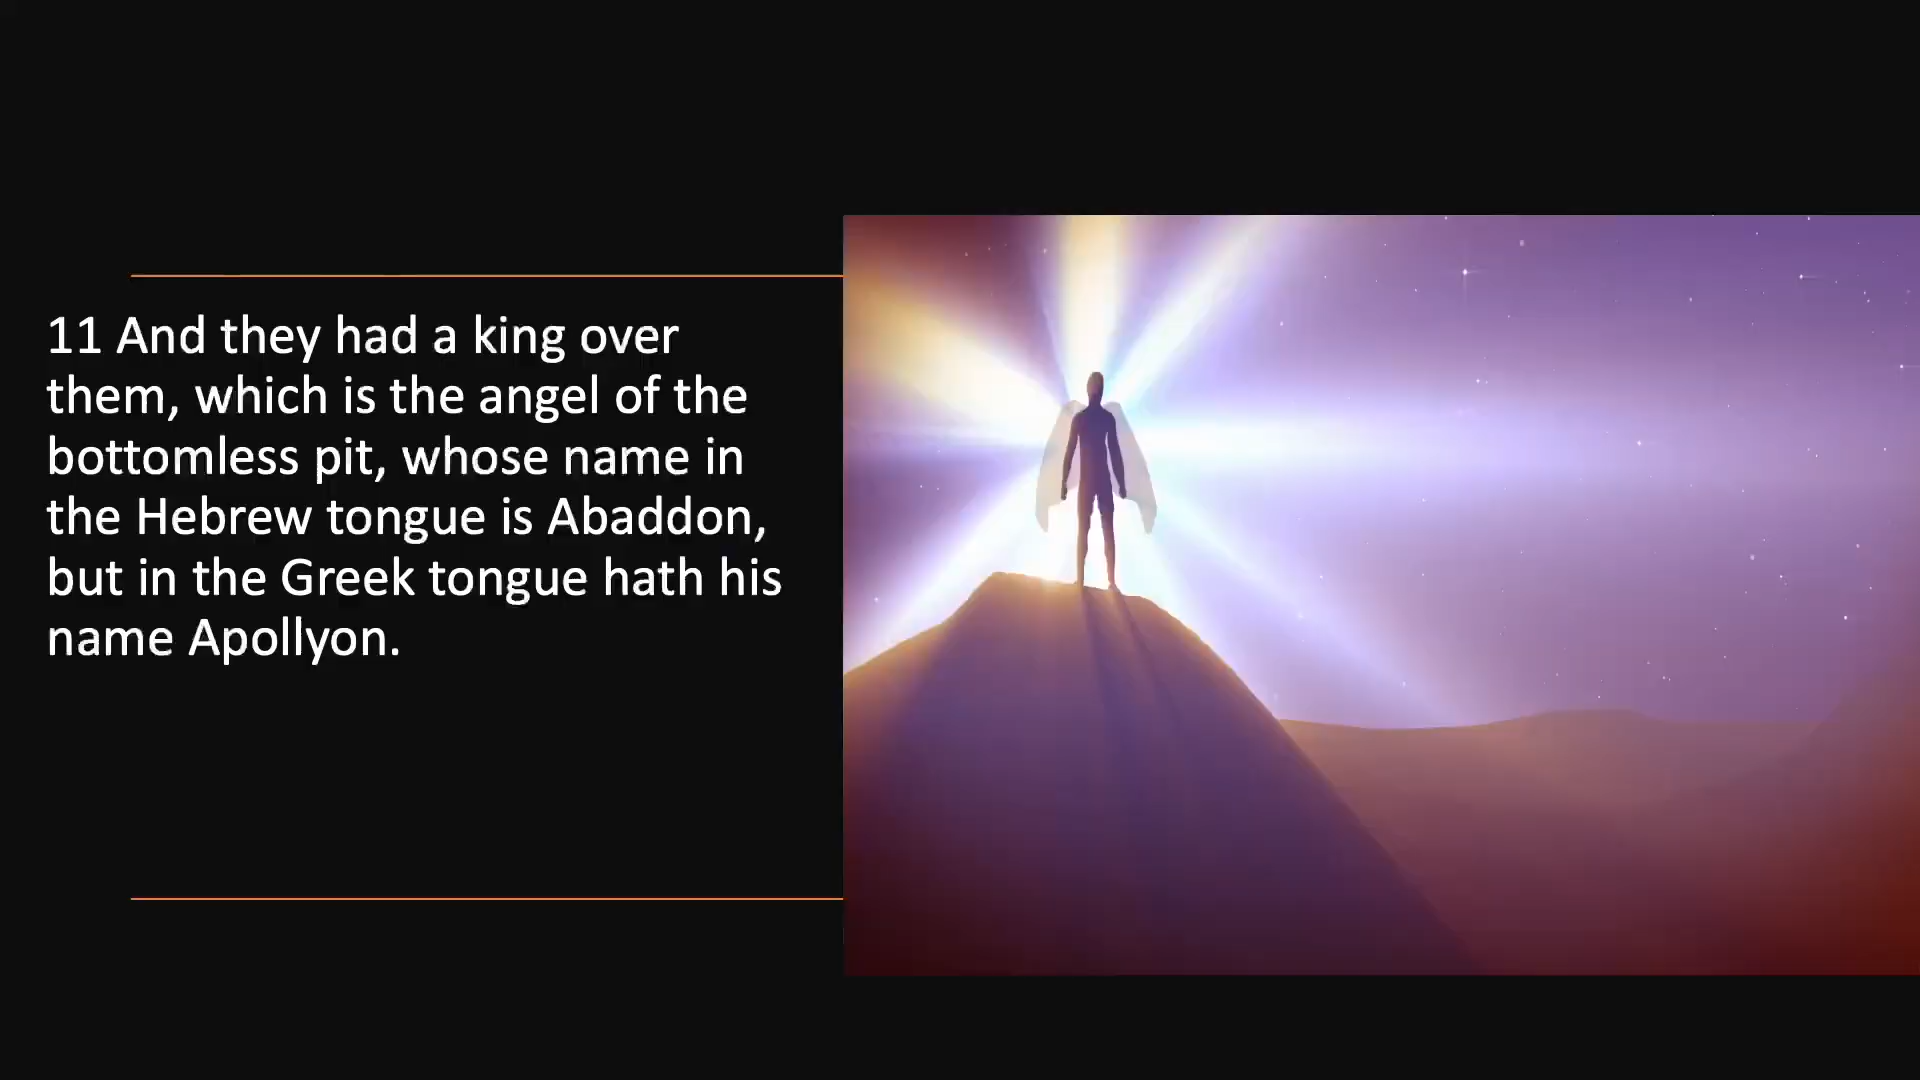 11 And they had a king over
them, which is the angel of the
bottomless pit, whose name in
the Hebrew tongue is Abaddon,
but in the Greek tongue hath his
name Apollyon.